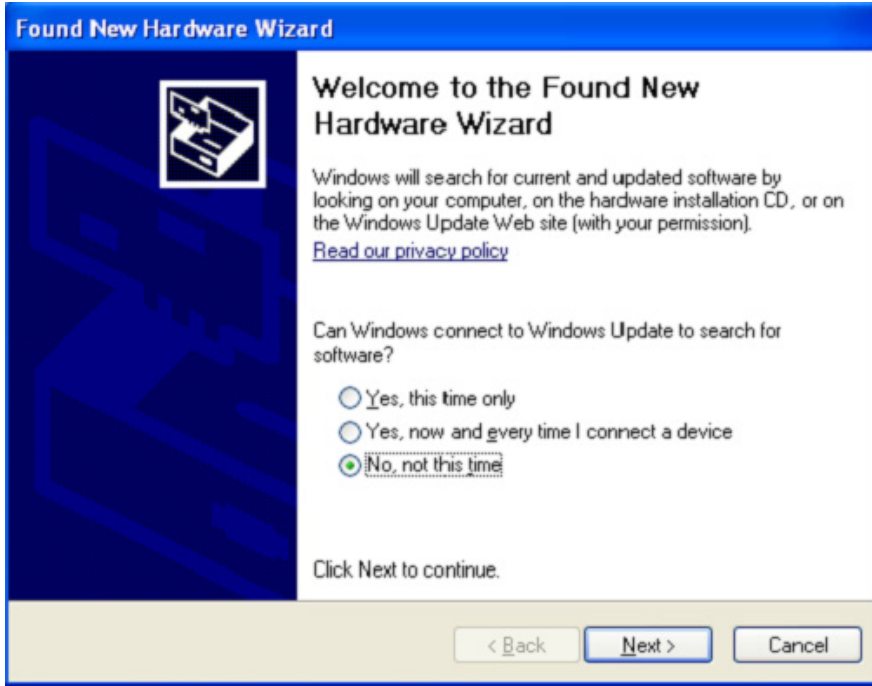 Found New Hardware Wizard
Welcome to the Found New
Hardware Wizard
Windows will search for current and updated software by
looking on your computer, on the hardware installation CD, or on
the Windows Update Web site (with your permission).
Read our privacy policy
Can Windows connect to Windows Update to search for
software?
Yes, this time only
Yes, now and every time I connect a device
No, not this time
Click Next to continue.
< Back
Next >
Cancel